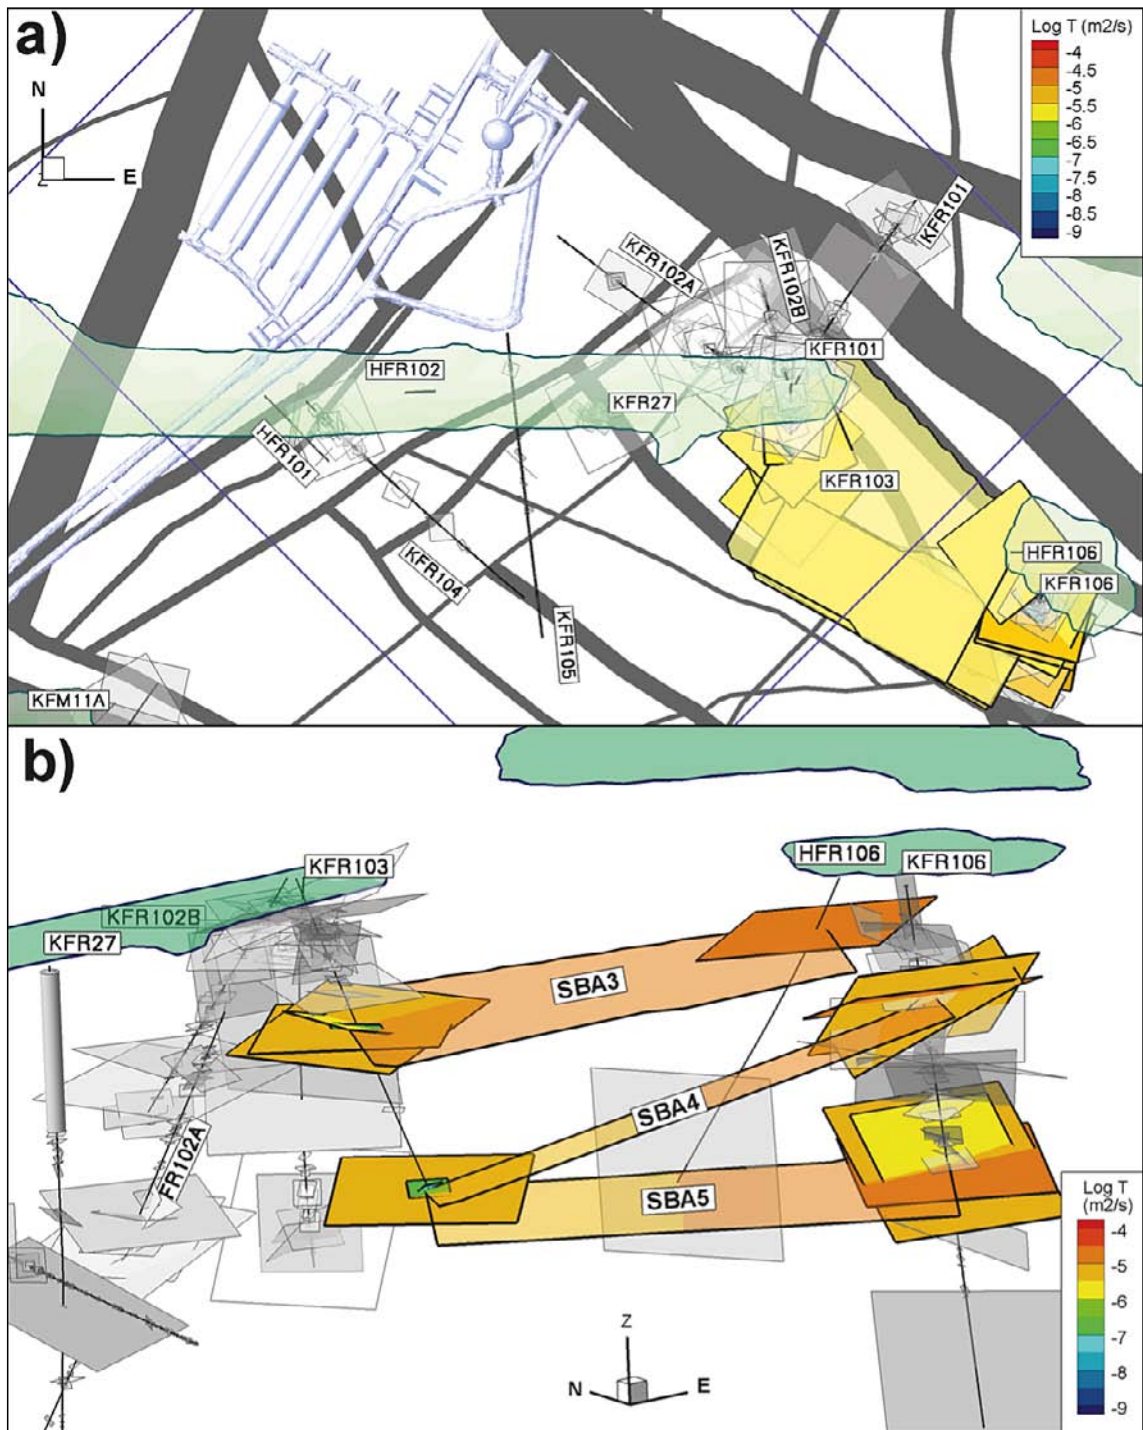 a)
Log T (m2/s)
-4
-4.5
-5
-5.5
-6
-6.5
-7
-7.5
-8
-8.5
-9
N
E
Z
KFR101
KFR102A
KFR102B
KFR101
HFR102
KFR27
HFR101
KFR103
KFR104
HFR106
KFR106
KFR105
KFM11A
b)
KFR103
HFR106
KFR106
KFR102B
KFR27
SBA3
SBA4
FR102A
SBA5
Log T
(m2/s)
-4
-5
-6
-7
-8
-9
Z
N
E